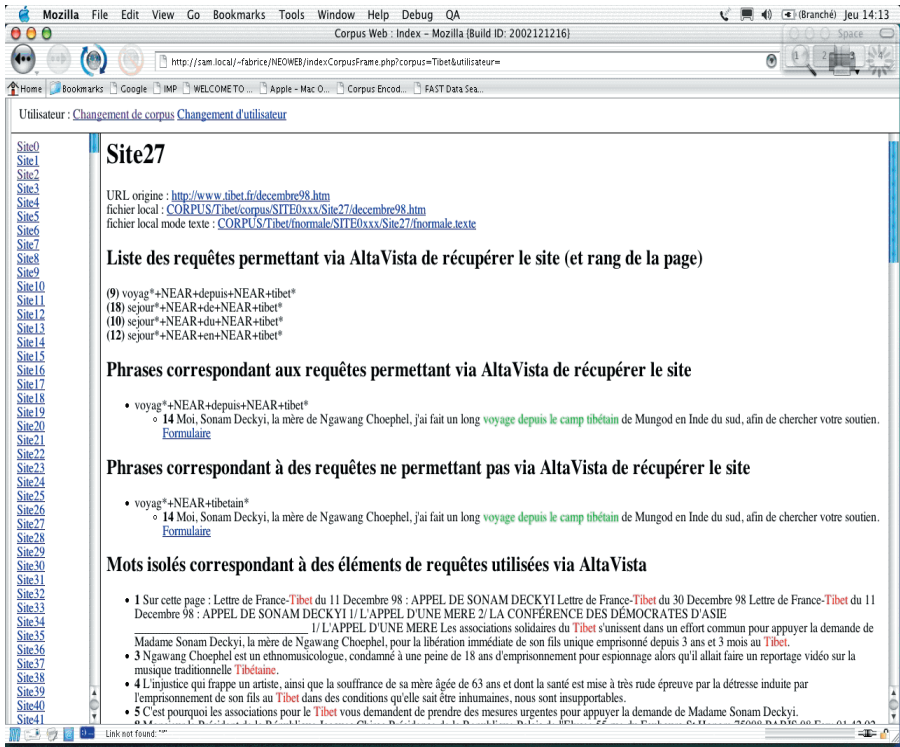 Mozilla File Edit View Go Bookmarks Tools Window Help Debug QA (Branché) Jeu 14:13
Corpus Web : Index – Mozilla {Build ID: 2002121216} Space
1 2 3 4
http://sam.local/~fabrice/NEOWEB/indexCorpusFrame.php?corpus=Tibet&utilisateur=
Home Bookmarks Google IMP WELCOME TO ... Apple – Mac O... Corpus Encod... FAST Data Sea...
Utilisateur : Changement de corpus Changement d'utilisateur
Site0
Site1
Site2
Site3
Site4
Site5
Site6
Site7
Site8
Site9
Site10
Site11
Site12
Site13
Site14
Site15
Site16
Site17
Site18
Site19
Site20
Site21
Site22
Site23
Site24
Site25
Site26
Site27
Site28
Site29
Site30
Site31
Site32
Site33
Site34
Site35
Site36
Site37
Site38
Site39
Site40
Site41
Site27
URL origine : http://www.tibet.fr/decembre98.htm
fichier local : CORPUS/Tibet/corpus/SITE0xxx/Site27/decembre98.htm
fichier local mode texte : CORPUS/Tibet/fnormale/SITE0xxx/Site27/fnormale.texte
Liste des requêtes permettant via AltaVista de récupérer le site (et rang de la page)
(9) voyag*+NEAR+depuis+NEAR+tibet*
(18) sejour*+NEAR+de+NEAR+tibet*
(10) sejour*+NEAR+du+NEAR+tibet*
(12) sejour*+NEAR+en+NEAR+tibet*
Phrases correspondant aux requêtes permettant via AltaVista de récupérer le site
• voyag*+NEAR+depuis+NEAR+tibet*
◦ 14 Moi, Sonam Deckyi, la mère de Ngawang Choephel, j'ai fait un long voyage depuis le camp tibétain de Mungod en Inde du sud, afin de chercher votre soutien.
Formulaire
Phrases correspondant à des requêtes ne permettant pas via AltaVista de récupérer le site
• voyag*+NEAR+tibetain*
◦ 14 Moi, Sonam Deckyi, la mère de Ngawang Choephel, j'ai fait un long voyage depuis le camp tibétain de Mungod en Inde du sud, afin de chercher votre soutien.
Formulaire
Mots isolés correspondant à des éléments de requêtes utilisées via AltaVista
• 1 Sur cette page : Lettre de France-Tibet du 11 Decembre 98 : APPEL DE SONAM DECKYI Lettre de France-Tibet du 30 Decembre 98 Lettre de France-Tibet du 11
Decembre 98 : APPEL DE SONAM DECKYI 1/ L'APPEL D'UNE MERE 2/ LA CONFÉRENCE DES DÉMOCRATES D'ASIE
______________________________ 1/ L'APPEL D'UNE MERE Les associations solidaires du Tibet s'unissent dans un effort commun pour appuyer la demande de
Madame Sonam Deckyi, la mère de Ngawang Choephel, pour la libération immédiate de son fils unique emprisonné depuis 3 ans et 3 mois au Tibet.
• 3 Ngawang Choephel est un ethnomusicologue, condamné à une peine de 18 ans d'emprisonnement pour espionnage alors qu'il allait faire un reportage vidéo sur la
musique traditionnelle Tibétaine.
• 4 L'injustice qui frappe un artiste, ainsi que la souffrance de sa mère âgée de 63 ans et dont la santé est mise à très rude épreuve par la détresse induite par
l'emprisonnement de son fils au Tibet dans des conditions qu'elle sait être inhumaines, nous sont insupportables.
• 5 C'est pourquoi les associations pour le Tibet vous demandent de prendre des mesures urgentes pour appuyer la demande de Madame Sonam Deckyi.
Link not found: ""